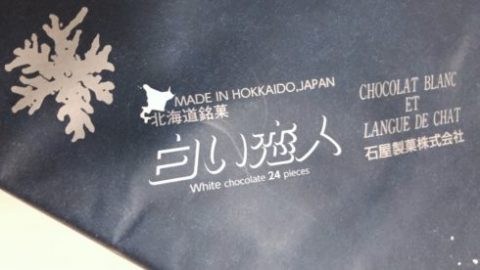 MADE IN HOKKAIDO,JAPAN
北海道銘菓
白い恋人
White chocolate 24 pieces
CHOCOLAT BLANC
ET
LANGUE DE CHAT
石屋製菓株式会社